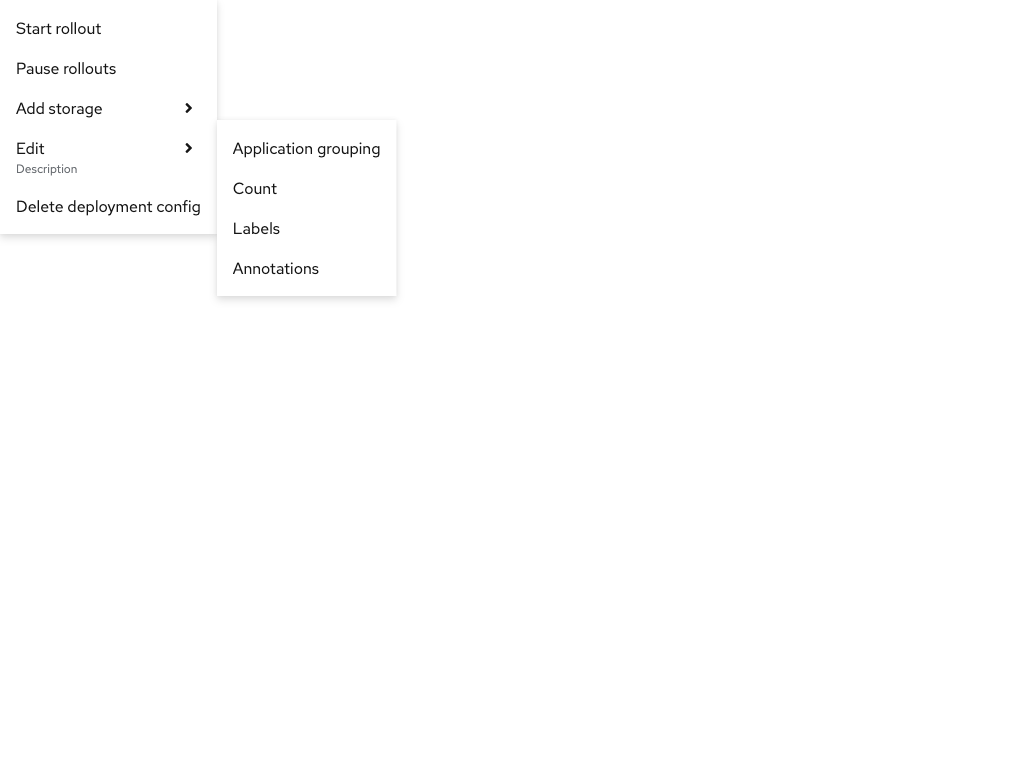 Start rollout
Pause rollouts
Add storage
Edit
Description
Delete deployment config
Application grouping
Count
Labels
Annotations